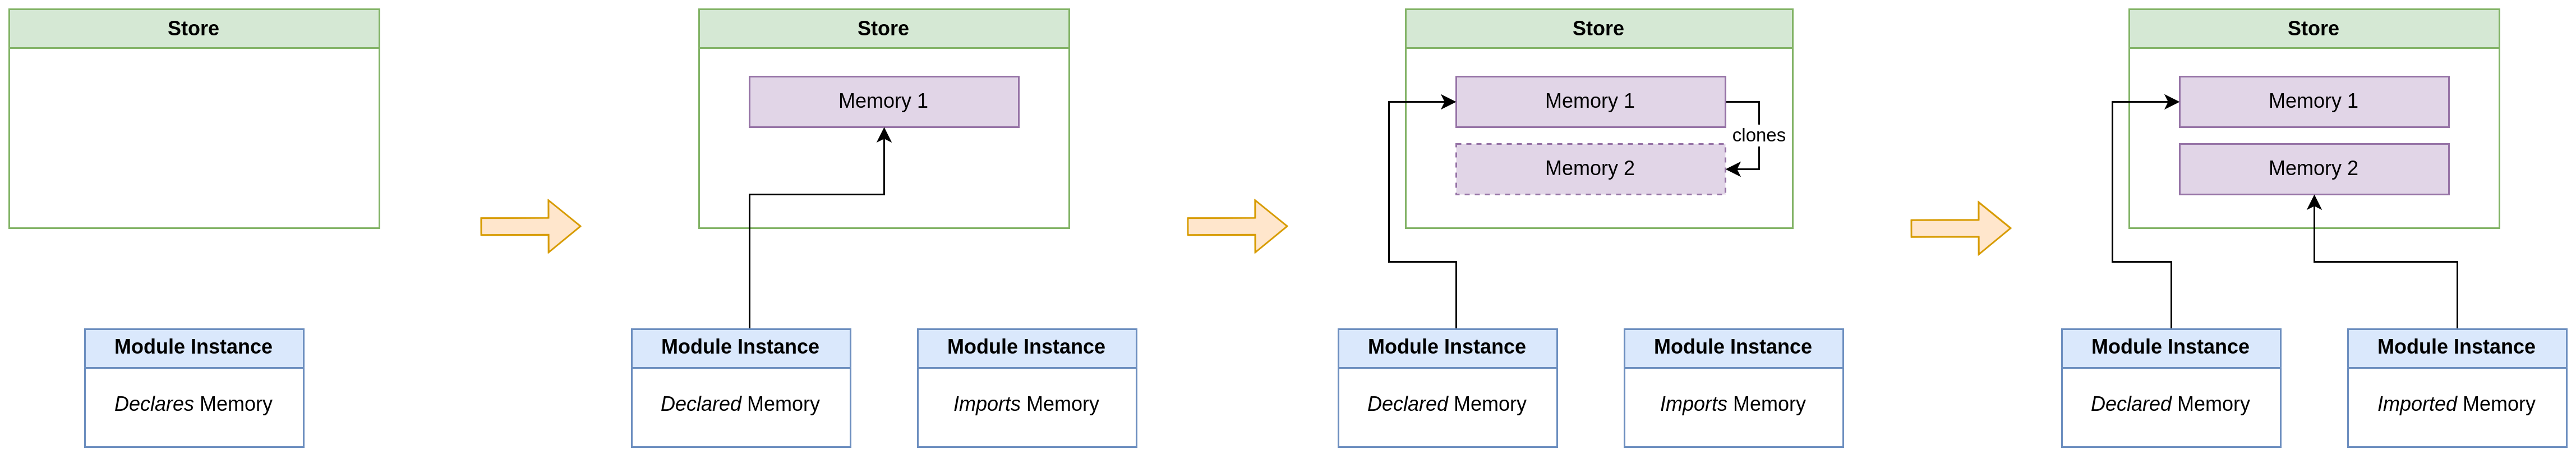 Store
Module Instance
Declares Memory
Store
Memory 1
Module Instance
Declared Memory
Module Instance
Imports Memory
Store
Memory 1
clones
Memory 2
Module Instance
Declared Memory
Module Instance
Imports Memory
Store
Memory 1
Memory 2
Module Instance
Declared Memory
Module Instance
Imported Memory